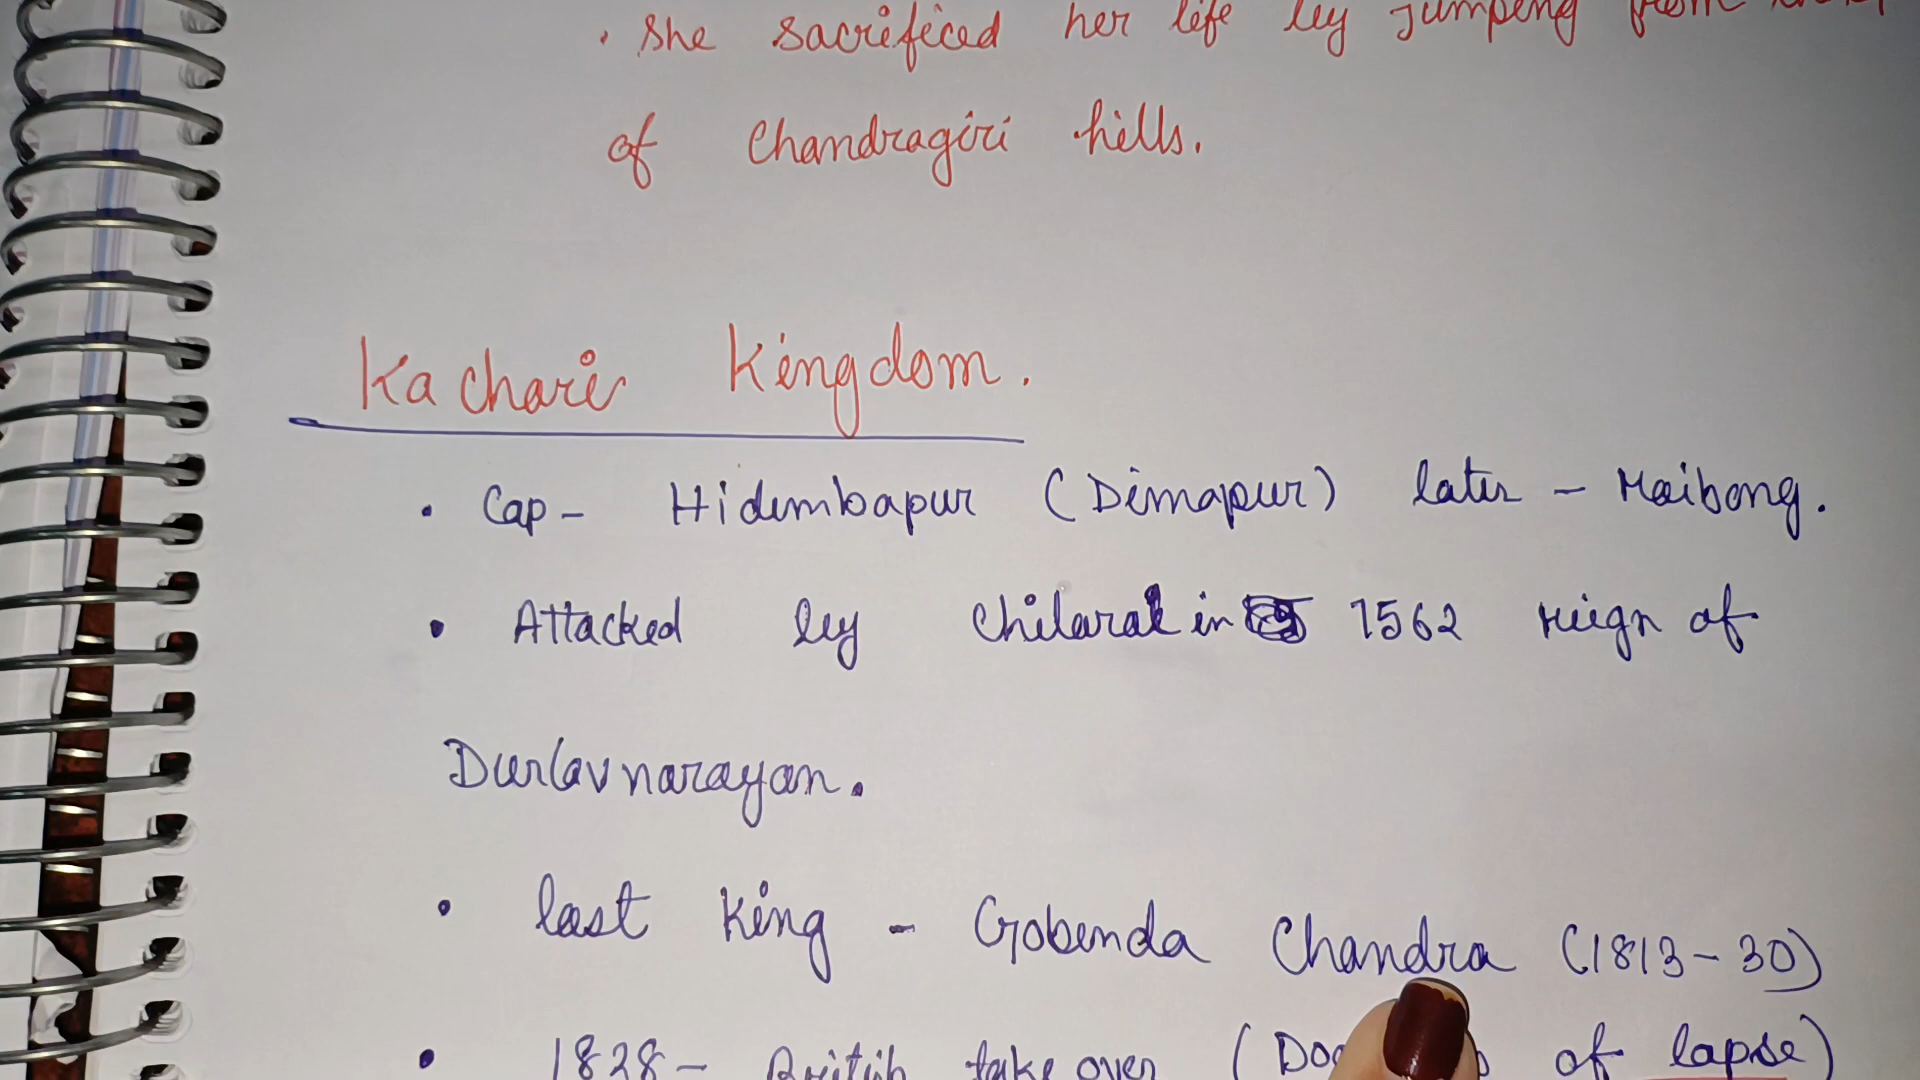 . She sacrificed her life by jumping from
of Chandragiri hills.
Kachari Kingdom.
• Cap - Hidimbapur (Dimapur) later - Maibong.
• Attacked by Chilarai in 1562 reign of
Durlavnarayan.
• last King - Gobinda Chandra (1813-30)
• 1828 - British take over ( of lapse)